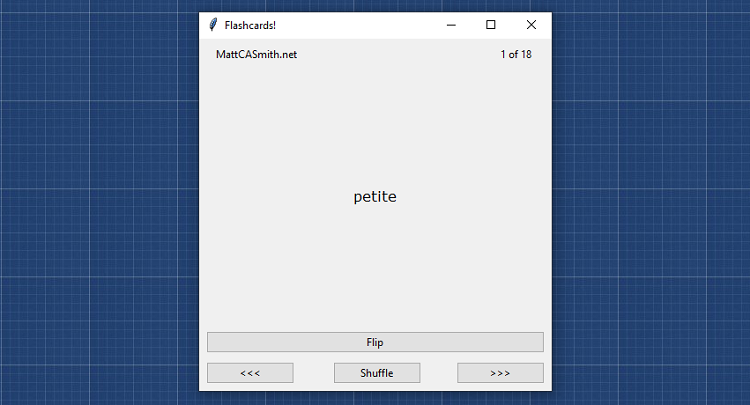 Flashcards!
MattCASmith.net 1 of 18
petite
Flip
<<< Shuffle >>>